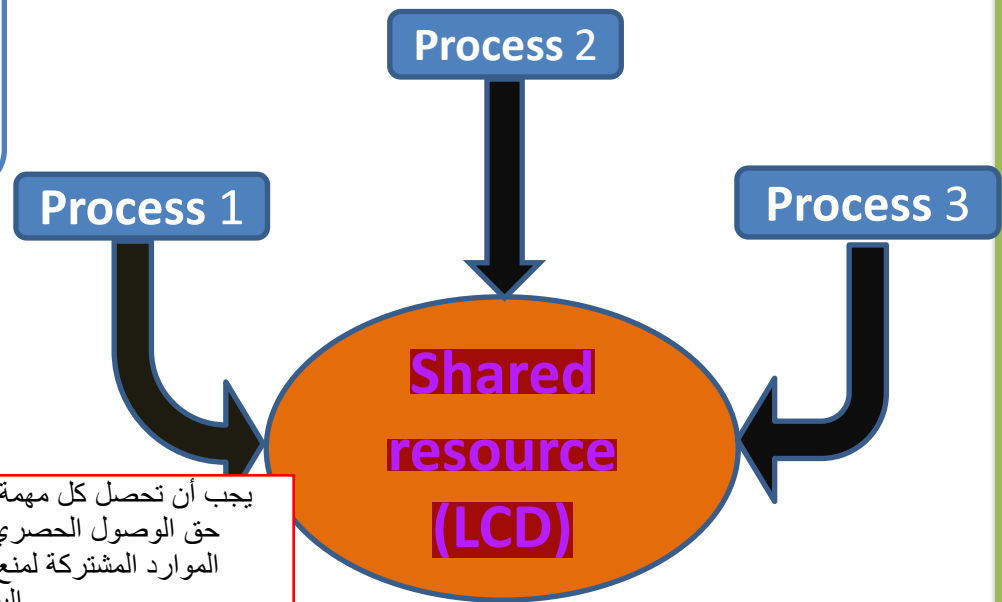 Process 2
Process 1
Process 3
Shared
resource
(LCD)
يجب أن تحصل كل مهمة
حق الوصول الحصري
الموارد المشتركة لمنع